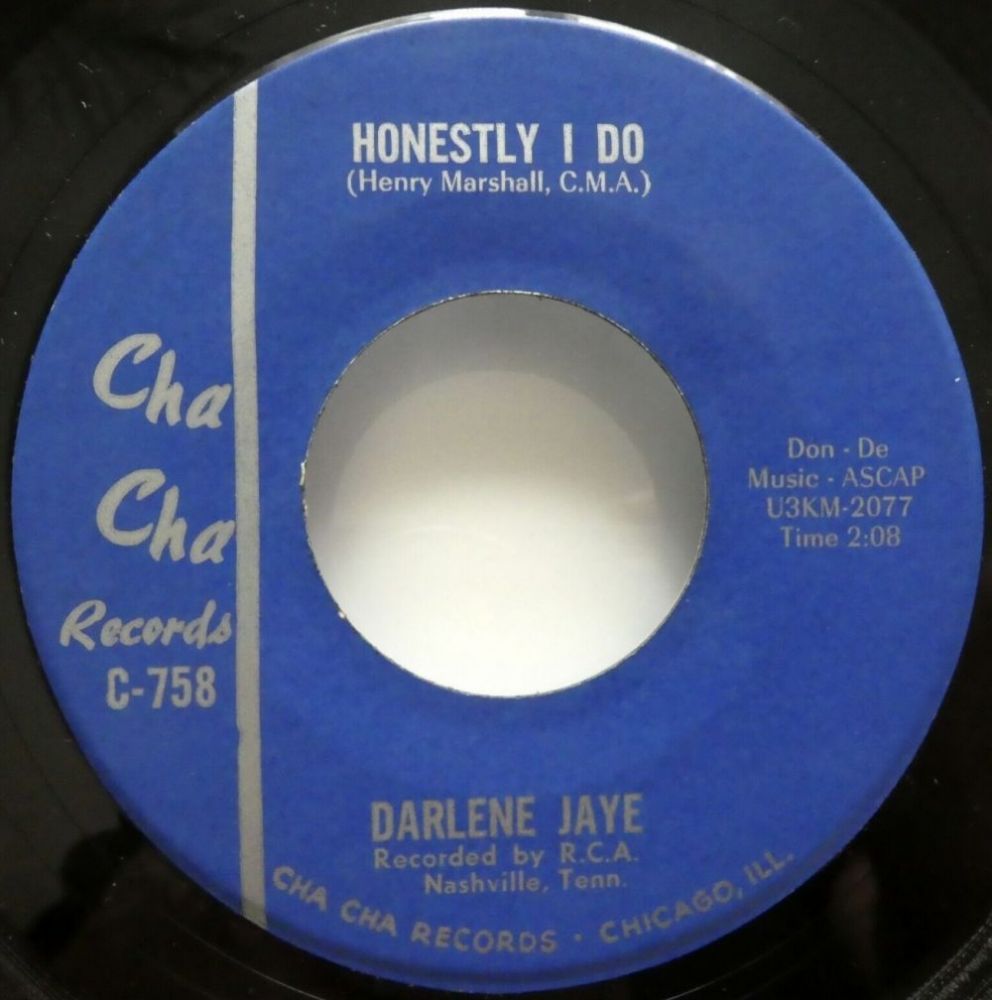 HONESTLY I DO
(Henry Marshall, C.M.A.)
Cha
Cha
Records
C-758
Don - De
Music - ASCAP
U3KM-2077
Time 2:08
DARLENE JAYE
Recorded by R.C.A.
Nashville, Tenn.
CHA CHA RECORDS · CHICAGO, ILL.